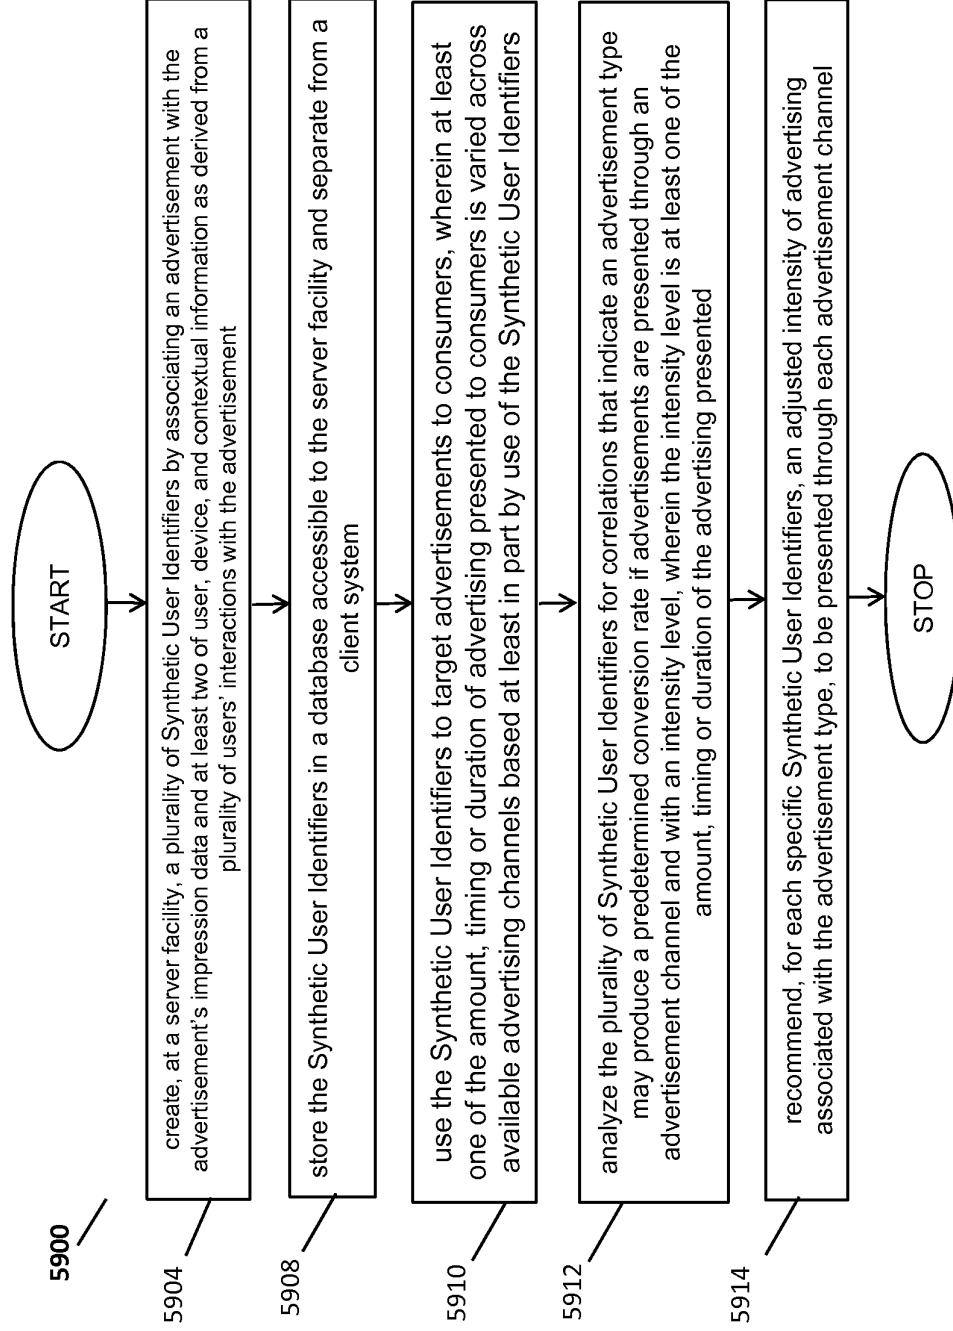 5900
START
5904
create, at a server facility, a plurality of Synthetic User Identifiers by associating an advertisement with the
advertisement's impression data and at least two of user, device, and contextual information as derived from a
plurality of users' interactions with the advertisement
5908
store the Synthetic User Identifiers in a database accessible to the server facility and separate from a
client system
5910
use the Synthetic User Identifiers to target advertisements to consumers, wherein at least
one of the amount, timing or duration of advertising presented to consumers is varied across
available advertising channels based at least in part by use of the Synthetic User Identifiers
5912
analyze the plurality of Synthetic User Identifiers for correlations that indicate an advertisement type
may produce a predetermined conversion rate if advertisements are presented through an
advertisement channel and with an intensity level, wherein the intensity level is at least one of the
amount, timing or duration of the advertising presented
5914
recommend, for each specific Synthetic User Identifiers, an adjusted intensity of advertising
associated with the advertisement type, to be presented through each advertisement channel
STOP